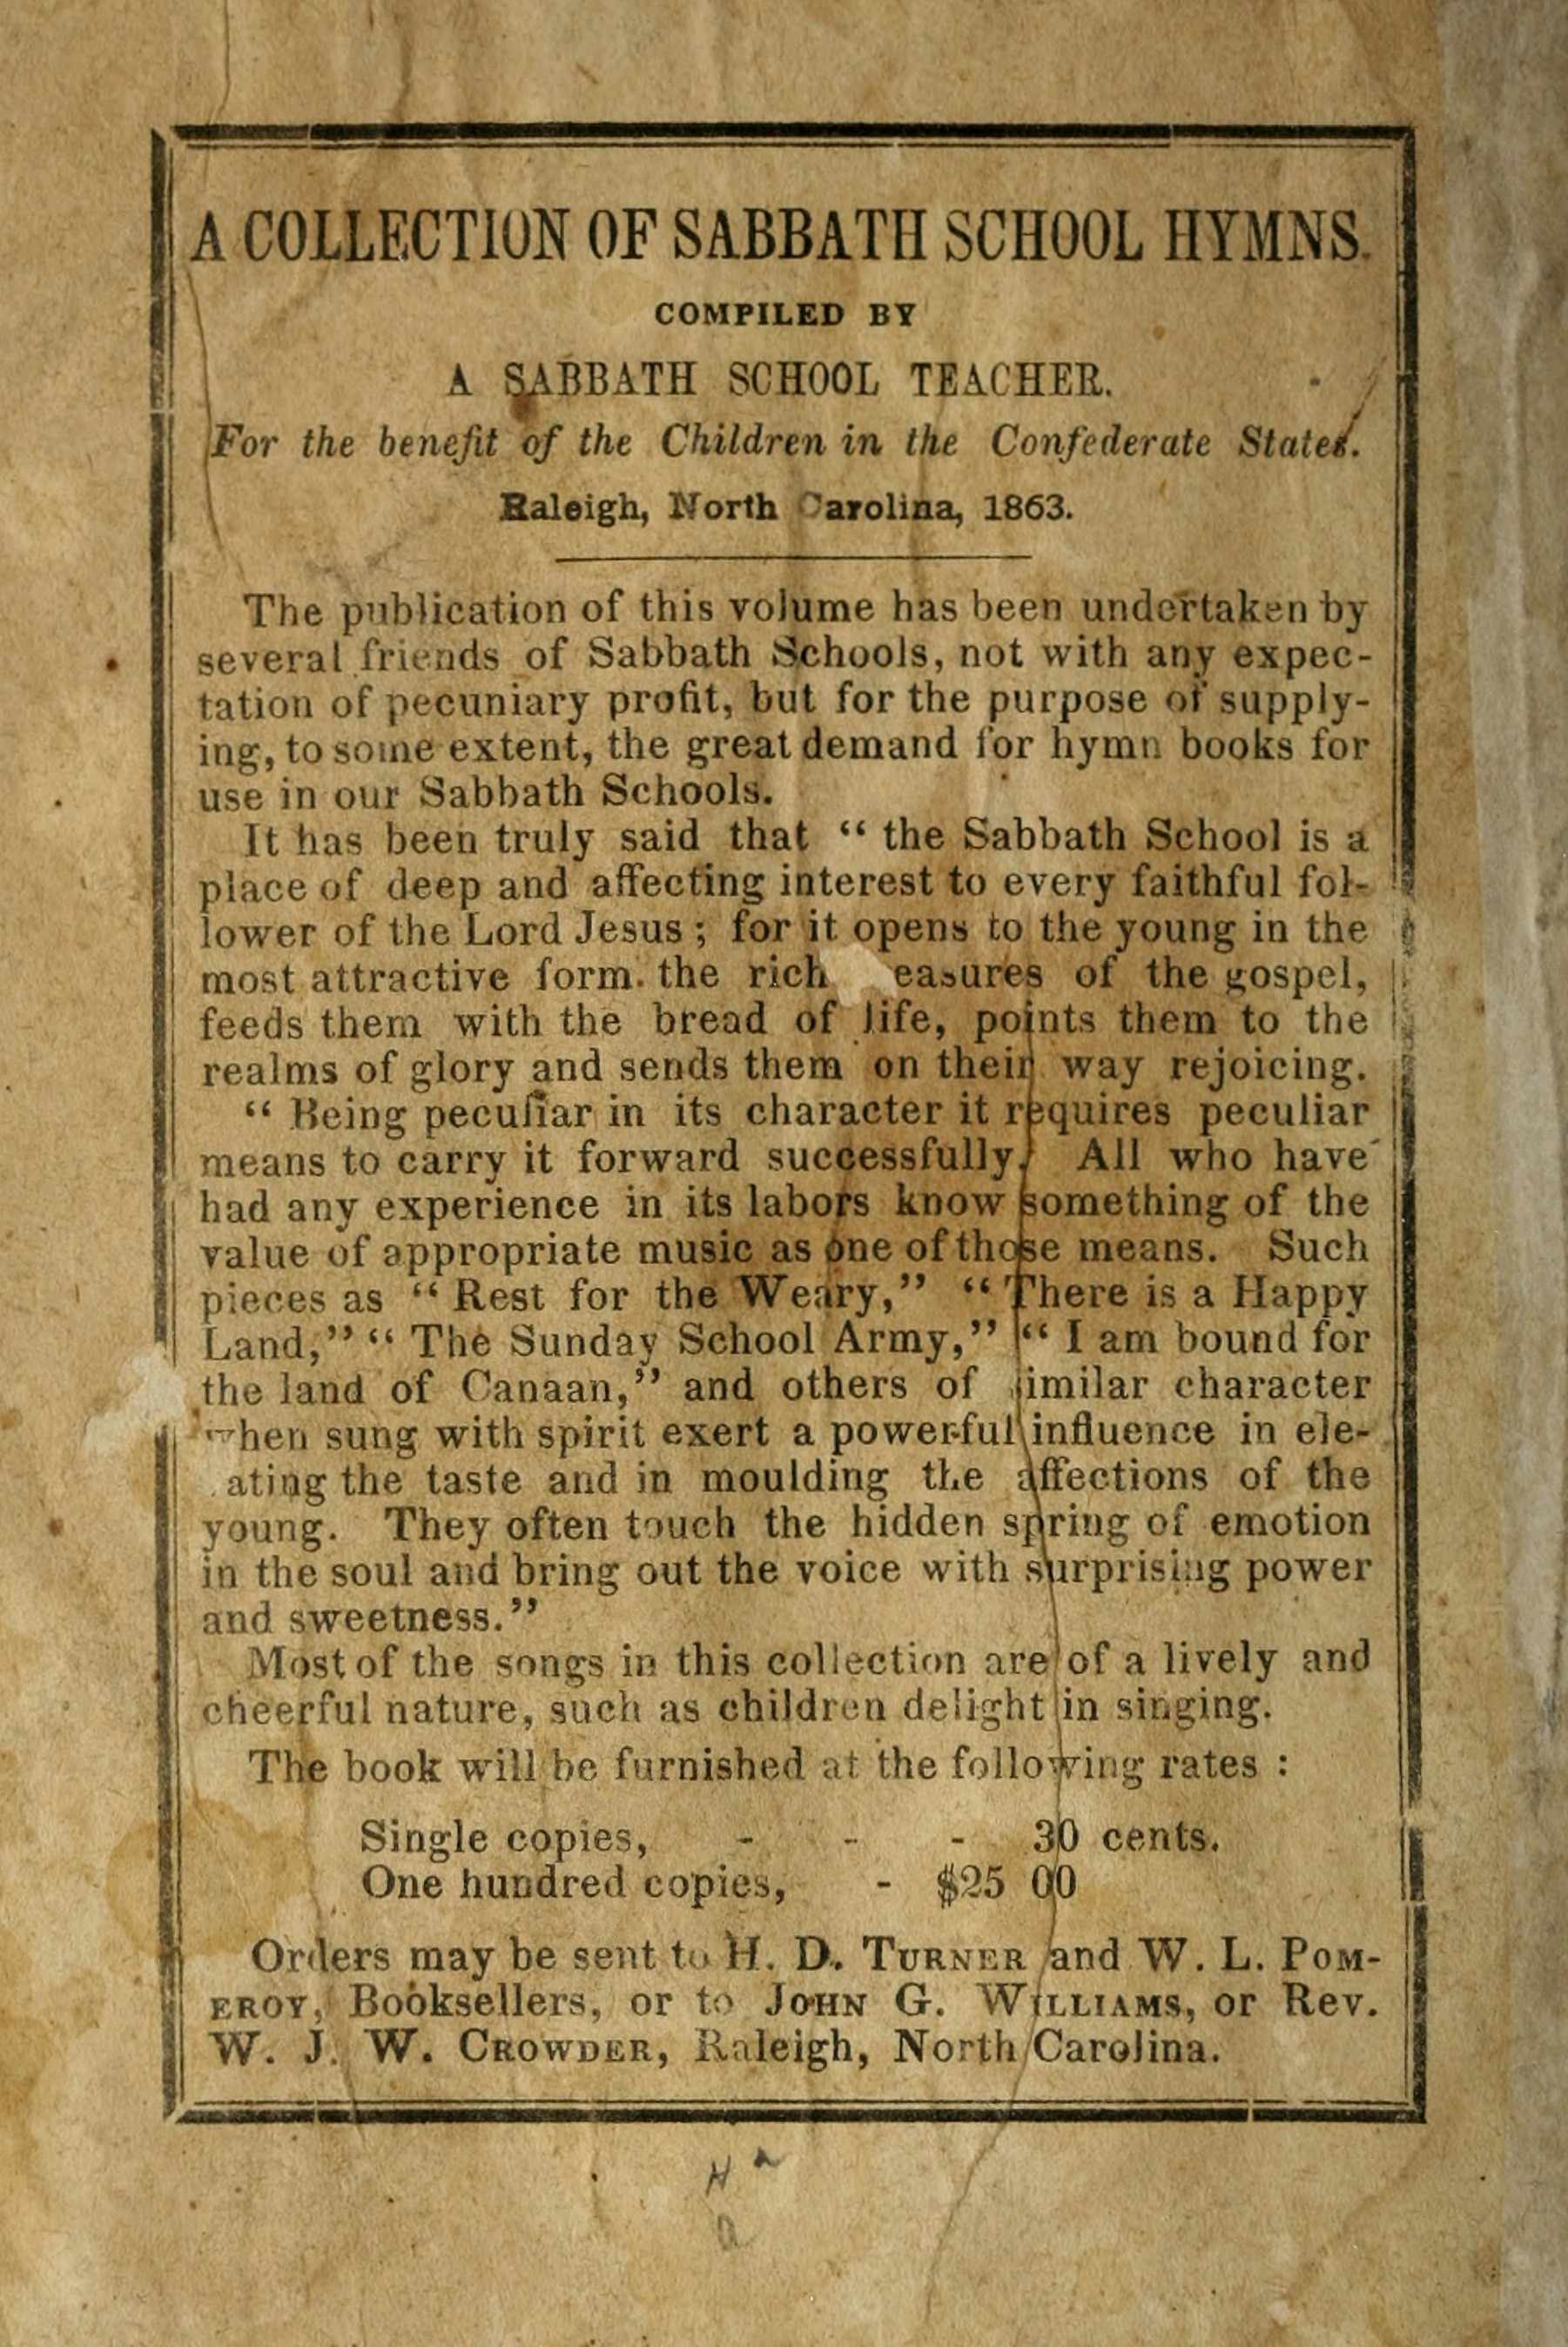 A COLLECTION OF SABBATH SCHOOL HYMNS.
COMPILED BY
A SABBATH SCHOOL TEACHER.
For the benefit of the Children in the Confederate States.
Raleigh, North Carolina, 1863.
The publication of this volume has been undertaken by
several friends of Sabbath Schools, not with any expec-
tation of pecuniary profit, but for the purpose of supply-
ing, to some extent, the great demand for hymn books for
use in our Sabbath Schools.
It has been truly said that “ the Sabbath School is a
place of deep and affecting interest to every faithful fol-
lower of the Lord Jesus ; for it opens to the young in the
most attractive form. the rich easures of the gospel,
feeds them with the bread of life, points them to the
realms of glory and sends them on their way rejoicing.
“ Being peculiar in its character it requires peculiar
means to carry it forward successfully. All who have
had any experience in its labors know something of the
value of appropriate music as one of those means. Such
pieces as “ Rest for the Weary,” “ There is a Happy
Land,” “ The Sunday School Army,” “ I am bound for
the land of Canaan,” and others of similar character
when sung with spirit exert a powerful influence in ele-
ating the taste and in moulding the affections of the
young. They often touch the hidden spring of emotion
in the soul and bring out the voice with surprising power
and sweetness.”
Most of the songs in this collection are of a lively and
cheerful nature, such as children delight in singing.
The book will be furnished at the following rates :
Single copies, - - - 30 cents.
One hundred copies, - $25 00
Orders may be sent to H. D. TURNER and W. L. POM-
EROY, Booksellers, or to JOHN G. WILLIAMS, or Rev.
W. J. W. CROWDER, Raleigh, North Carolina.